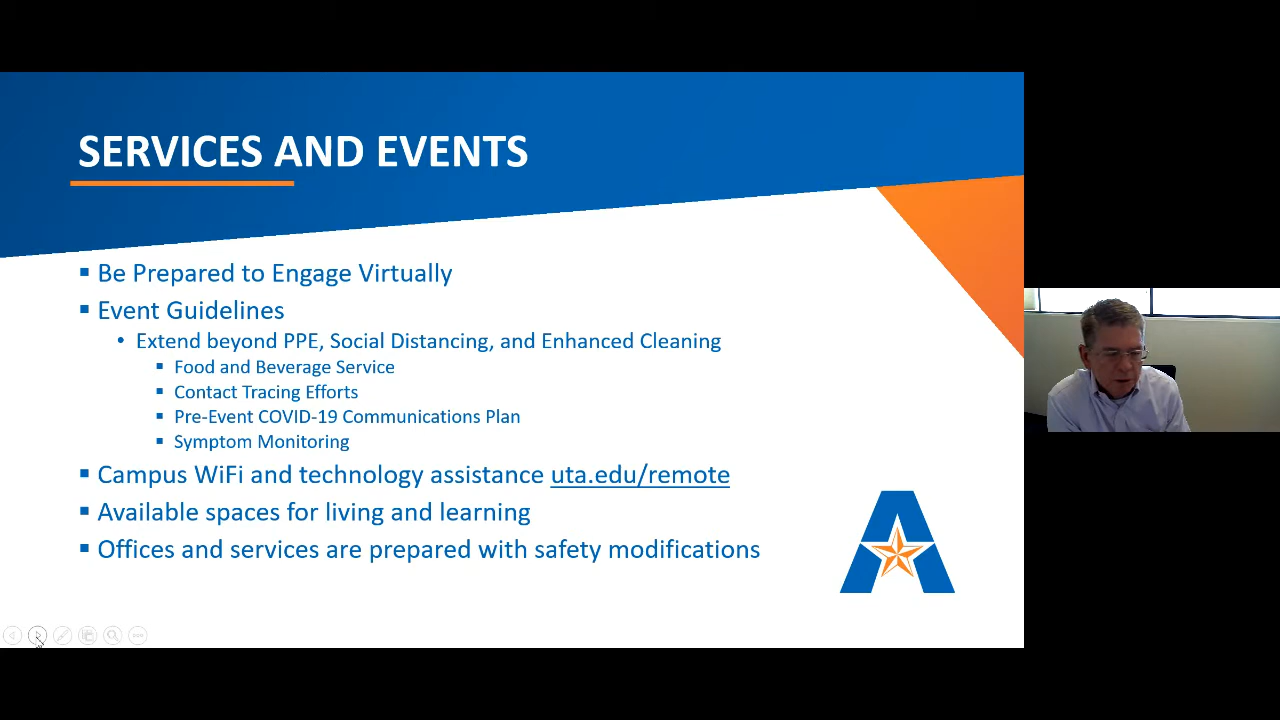 SERVICES AND EVENTS
Be Prepared to Engage Virtually
Event Guidelines
Extend beyond PPE, Social Distancing, and Enhanced Cleaning
Food and Beverage Service
Contact Tracing Efforts
Pre-Event COVID-19 Communications Plan
Symptom Monitoring
Campus WiFi and technology assistance uta.edu/remote
Available spaces for living and learning
Offices and services are prepared with safety modifications